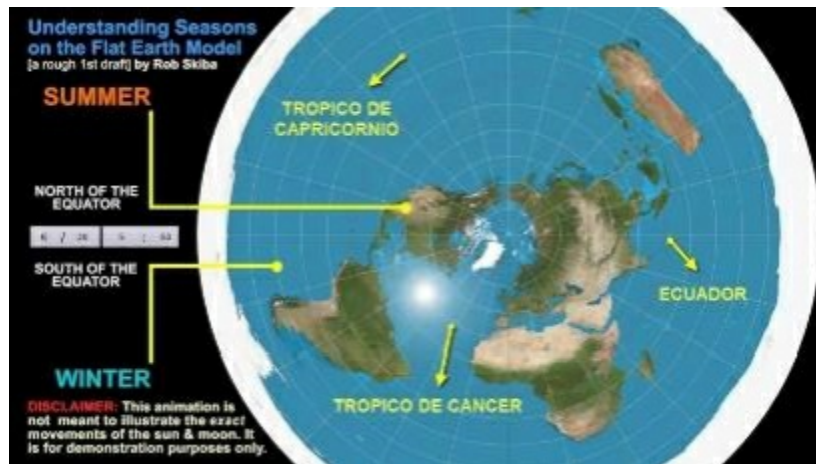 Understanding Seasons
on the Flat Earth Model
[a rough 1st draft] by Rob Skiba
SUMMER
NORTH OF THE
EQUATOR
SOUTH OF THE
EQUATOR
WINTER
DISCLAIMER: This animation is
not meant to illustrate the exact
movements of the sun & moon. It
is for demonstration purposes only.
TROPICO DE
CAPRICORNIO
ECUADOR
TROPICO DE CANCER